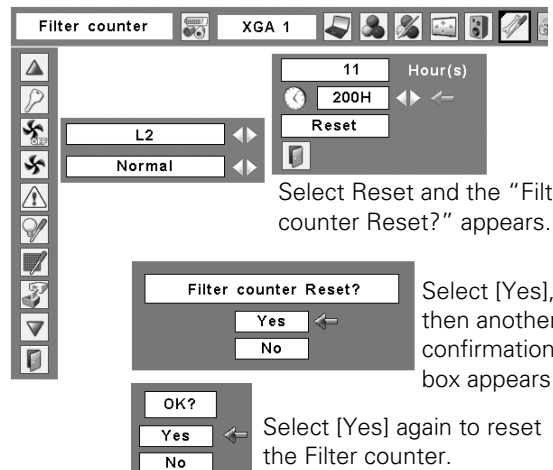 Filter counter
XGA 1
11 Hour(s)
200H
OFF
L2
Reset
Normal
Select Reset and the “Filt
counter Reset?” appears.
Filter counter Reset?
Yes
No
Select [Yes],
then another
confirmation
box appears
OK?
Yes
No
Select [Yes] again to reset
the Filter counter.